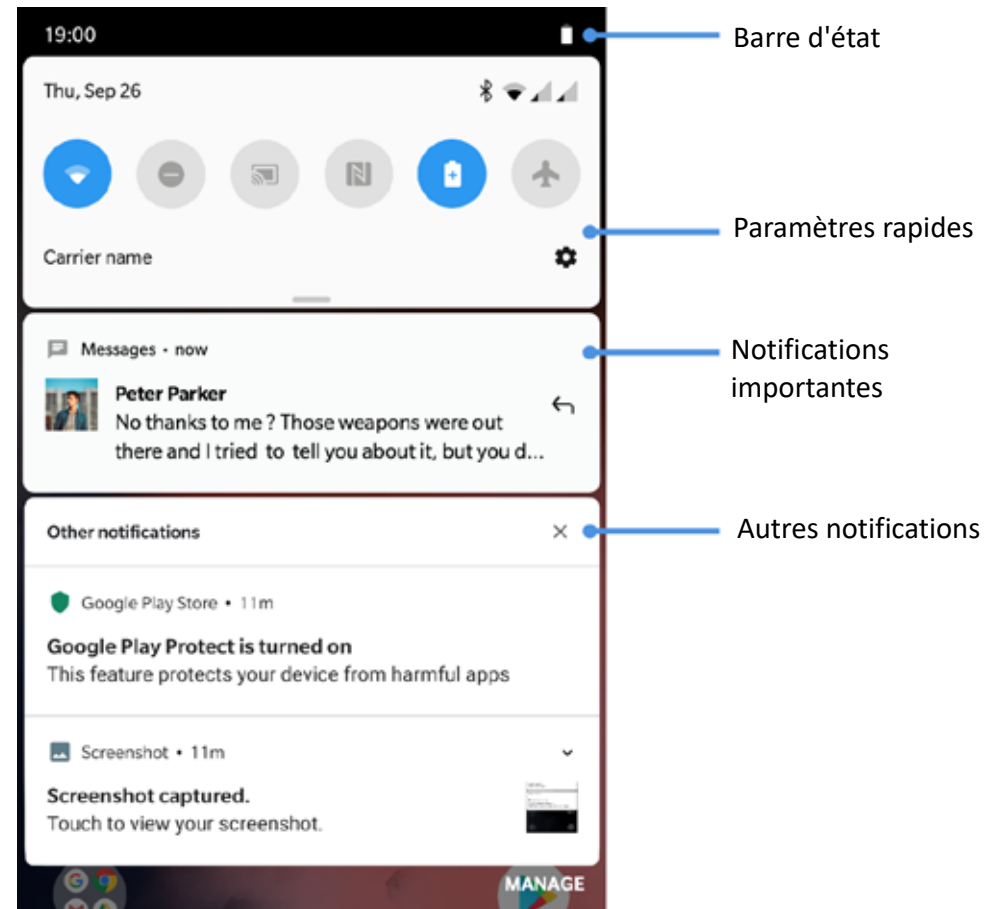 19:00
Barre d'état
Thu, Sep 26
Paramètres rapides
Carrier name
Messages • now
Notifications
importantes
Peter Parker
No thanks to me ? Those weapons were out
there and I tried to tell you about it, but you d...
Other notifications
Autres notifications
Google Play Store • 11m
Google Play Protect is turned on
This feature protects your device from harmful apps
Screenshot • 11m
Screenshot captured.
Touch to view your screenshot.
MANAGE